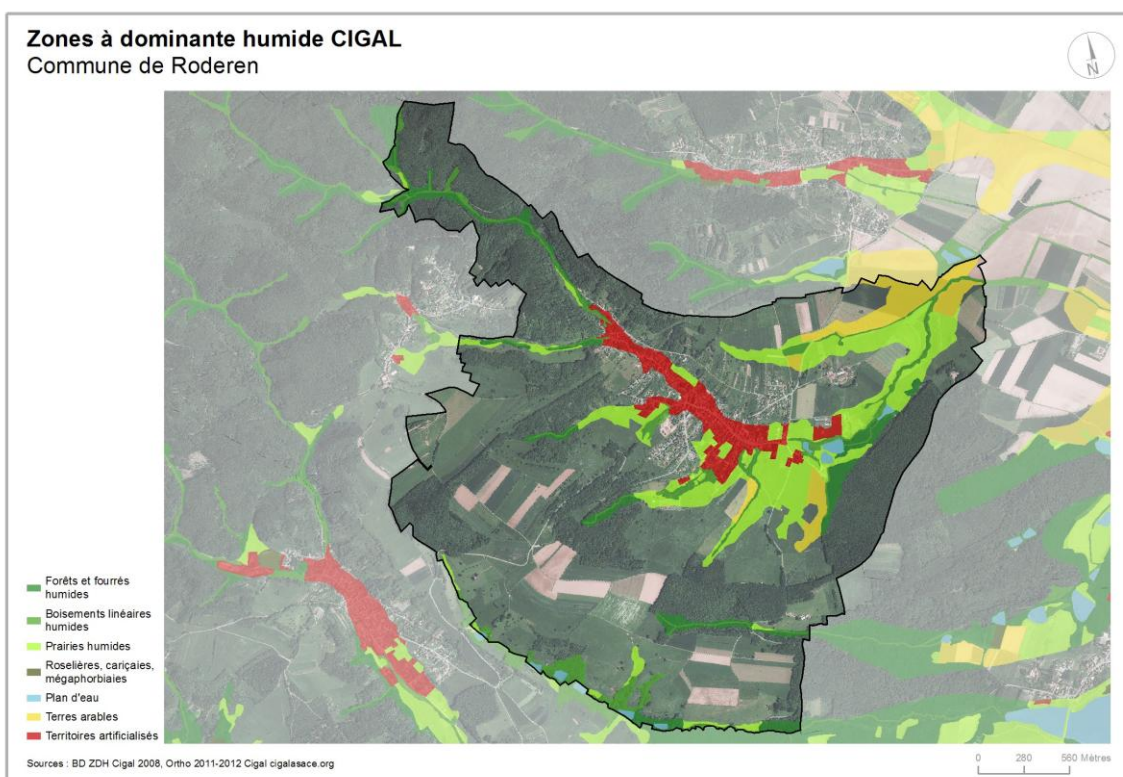 Zones à dominante humide CIGAL
Commune de Roderen
N
Forêts et fourrés
humides
Boisements linéaires
humides
Prairies humides
Roselières, cariçaies,
mégaphorbiaies
Plan d'eau
Terres arables
Territoires artificialisés
Sources : BD ZDH Cigal 2008, Ortho 2011-2012 Cigal cigalasace.org
0 280 560 Mètres